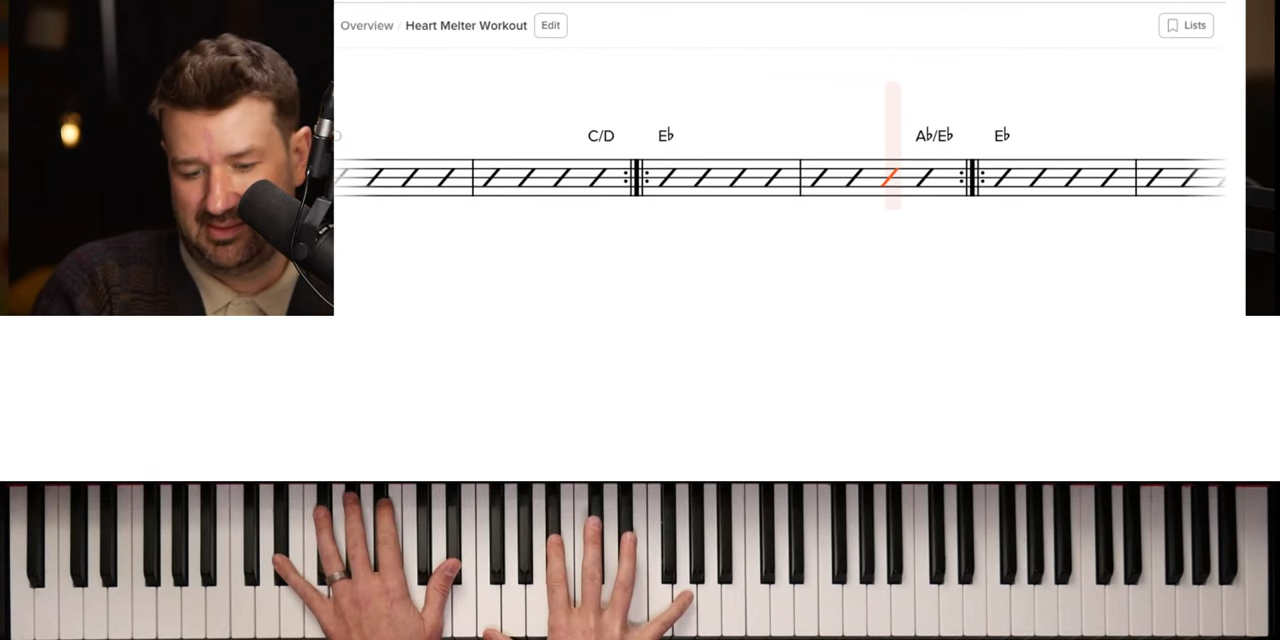 Overview / Heart Melter Workout Edit Lists
C/D E♭ A♭/E♭ E♭